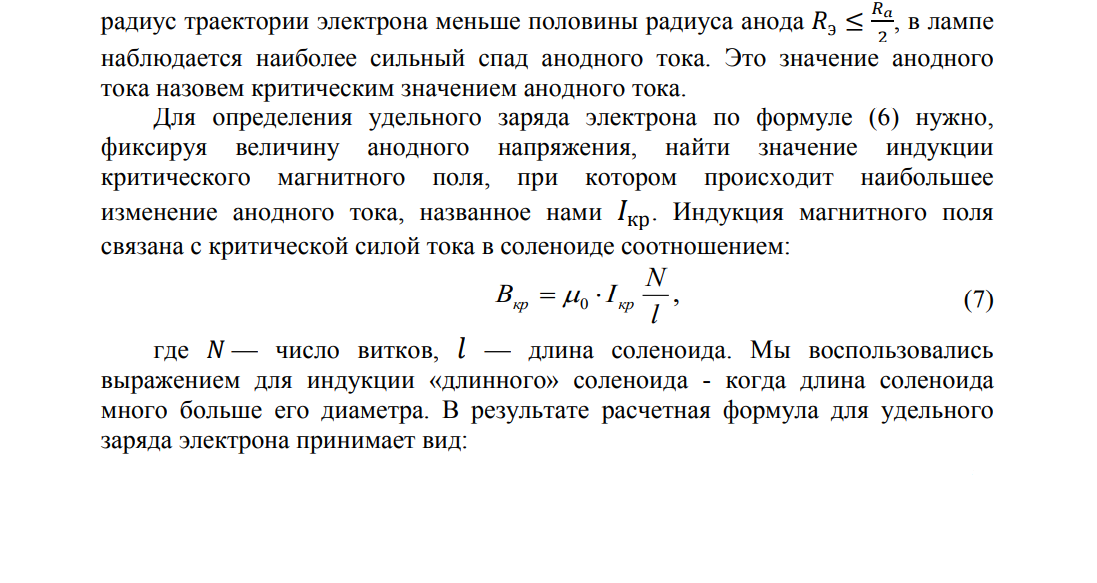 радиус траектории электрона меньше половины радиуса анода $R_э \leq \frac{R_a}{2}$, в лампе
наблюдается наиболее сильный спад анодного тока. Это значение анодного
тока назовем критическим значением анодного тока.
Для определения удельного заряда электрона по формуле (6) нужно,
фиксируя величину анодного напряжения, найти значение индукции
критического магнитного поля, при котором происходит наибольшее
изменение анодного тока, названное нами $I_{кр}$. Индукция магнитного поля
связана с критической силой тока в соленоиде соотношением:
$B_{кр} = \mu_0 \cdot I_{кр} \frac{N}{l}$, (7)
где $N$ — число витков, $l$ — длина соленоида. Мы воспользовались
выражением для индукции «длинного» соленоида - когда длина соленоида
много больше его диаметра. В результате расчетная формула для удельного
заряда электрона принимает вид: